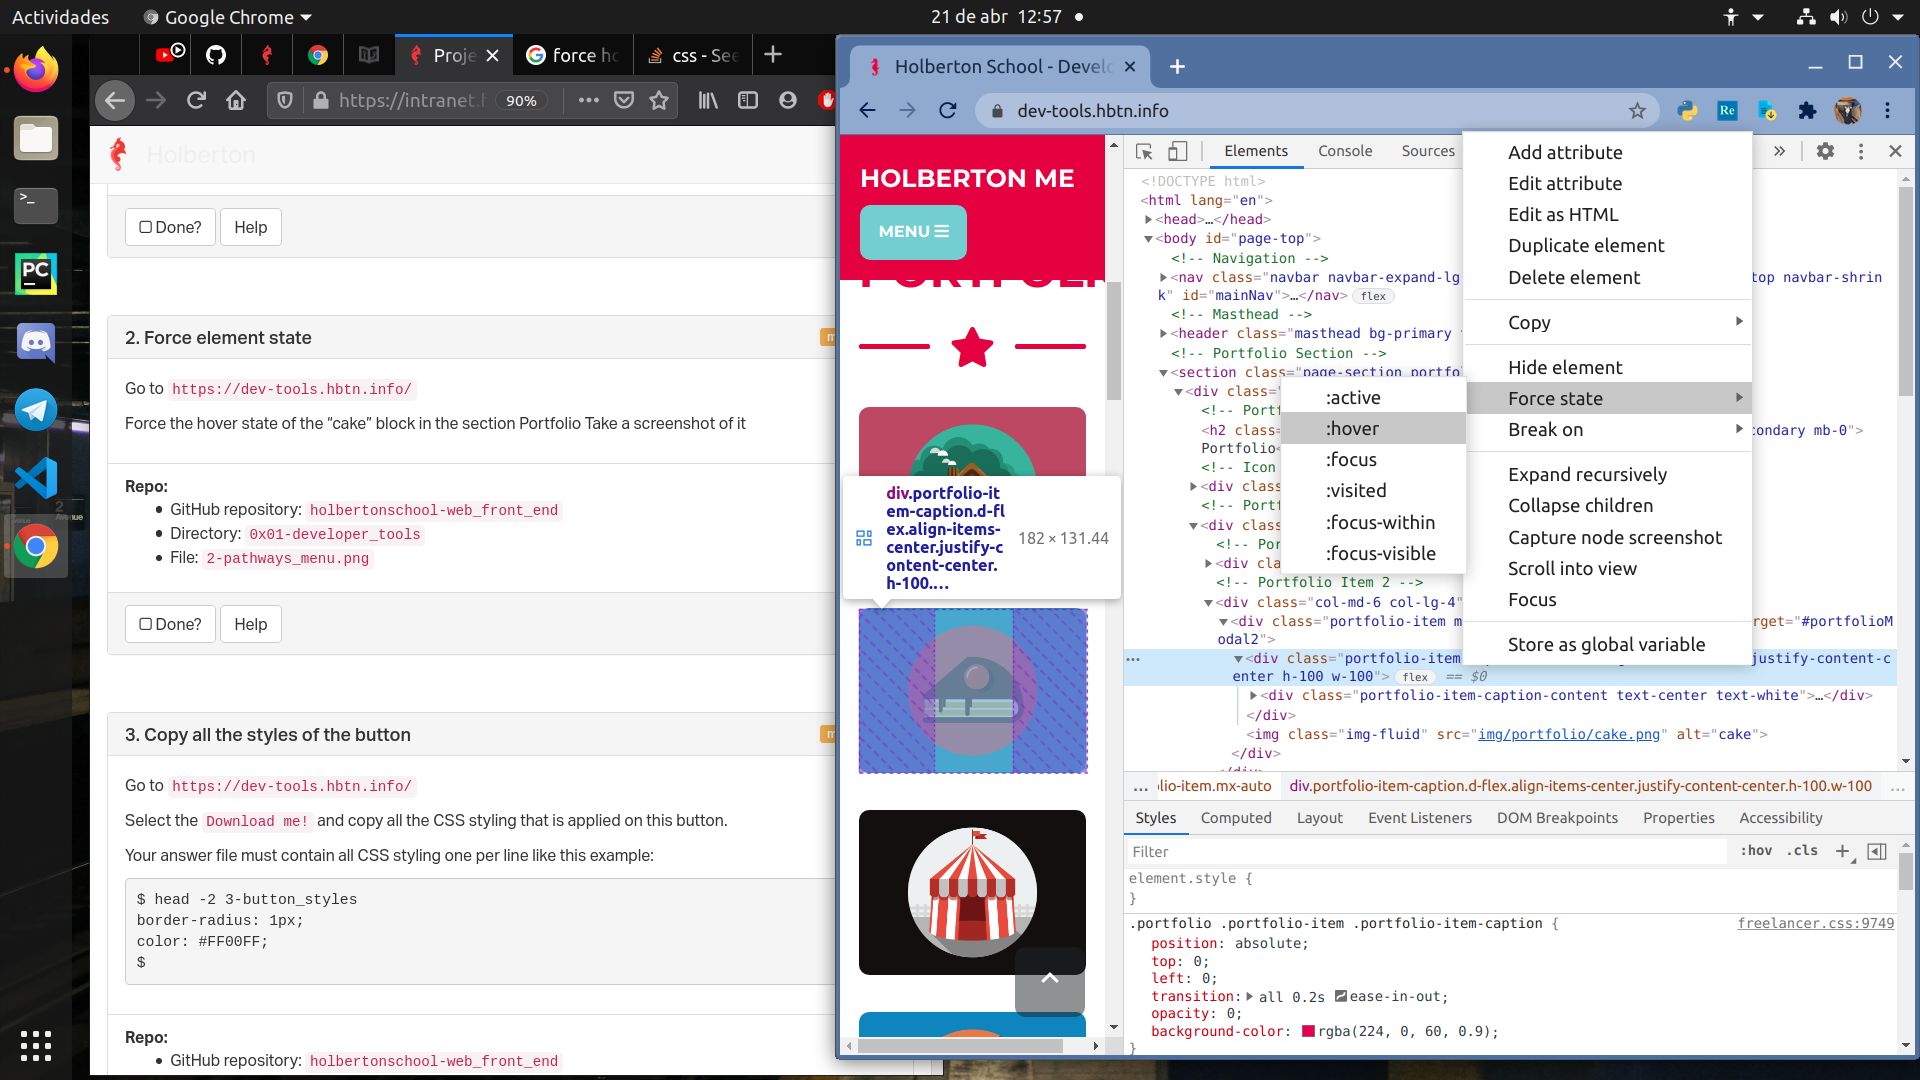 Actividades
Google Chrome
21 de abr 12:57
Proje
force ho
css - See
https://intranet.h
90%
Holberton
Done?
Help
2. Force element state
Go to https://dev-tools.hbtn.info/
Force the hover state of the “cake” block in the section Portfolio Take a screenshot of it
Repo:
GitHub repository: holbertonschool-web_front_end
Directory: 0x01-developer_tools
File: 2-pathways_menu.png
Done?
Help
3. Copy all the styles of the button
Go to https://dev-tools.hbtn.info/
Select the Download me! and copy all the CSS styling that is applied on this button.
Your answer file must contain all CSS styling one per line like this example:
$ head -2 3-button_styles
border-radius: 1px;
color: #FF00FF;
$
Repo:
GitHub repository: holbertonschool-web_front_end
Holberton School - Develo
dev-tools.hbtn.info
HOLBERTON ME
MENU
PORTFOLI
div.portfolio-it
em-caption.d-fl
ex.align-items-
center.justify-c
ontent-center.
h-100....
182 × 131.44
Elements
Console
Sources
<!DOCTYPE html>
<html lang="en">
<head>…</head>
<body id="page-top">
<!-- Navigation -->
<nav class="navbar navbar-expand-lg
top navbar-shrin
k" id="mainNav">…</nav> flex
<!-- Masthead -->
<header class="masthead bg-primary
<!-- Portfolio Section -->
<section class="page-section portfo
<div class=
<!-- Portf
<h2 class=
condary mb-0">
Portfolio<
<!-- Icon
<div class
<!-- Portf
<div class
<!-- Por
<div cla
<!-- Portfolio Item 2 -->
<div class="col-md-6 col-lg-4"
<div class="portfolio-item m
rget="#portfolioM
odal2">
<div class="portfolio-item
justify-content-c
enter h-100 w-100"> flex == $0
<div class="portfolio-item-caption-content text-center text-white">…</div>
</div>
<img class="img-fluid" src="img/portfolio/cake.png" alt="cake">
</div>
Add attribute
Edit attribute
Edit as HTML
Duplicate element
Delete element
Copy
Hide element
Force state
Break on
Expand recursively
Collapse children
Capture node screenshot
Scroll into view
Focus
Store as global variable
:active
:hover
:focus
:visited
:focus-within
:focus-visible
… lio-item.mx-auto div.portfolio-item-caption.d-flex.align-items-center.justify-content-center.h-100.w-100 …
Styles
Computed
Layout
Event Listeners
DOM Breakpoints
Properties
Accessibility
Filter
:hov
.cls
element.style {
}
.portfolio .portfolio-item .portfolio-item-caption {
freelancer.css:9749
position: absolute;
top: 0;
left: 0;
transition: all 0.2s ease-in-out;
opacity: 0;
background-color: rgba(224, 0, 60, 0.9);
}